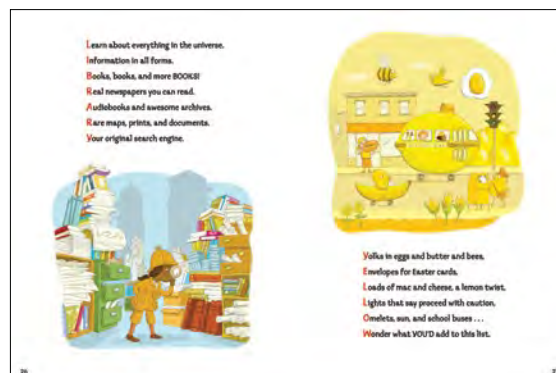 Learn about everything in the universe.
Information in all forms.
Books, books, and more BOOKS!
Real newspapers you can read.
Audiobooks and awesome archives.
Rare maps, prints, and documents.
Your original search engine.
Yolks in eggs and butter and bees,
Envelopes for Easter cards.
Loads of mac and cheese, a lemon twist.
Lights that say proceed with caution.
Omelets, sun, and school buses . . .
Wonder what YOU'D add to this list.